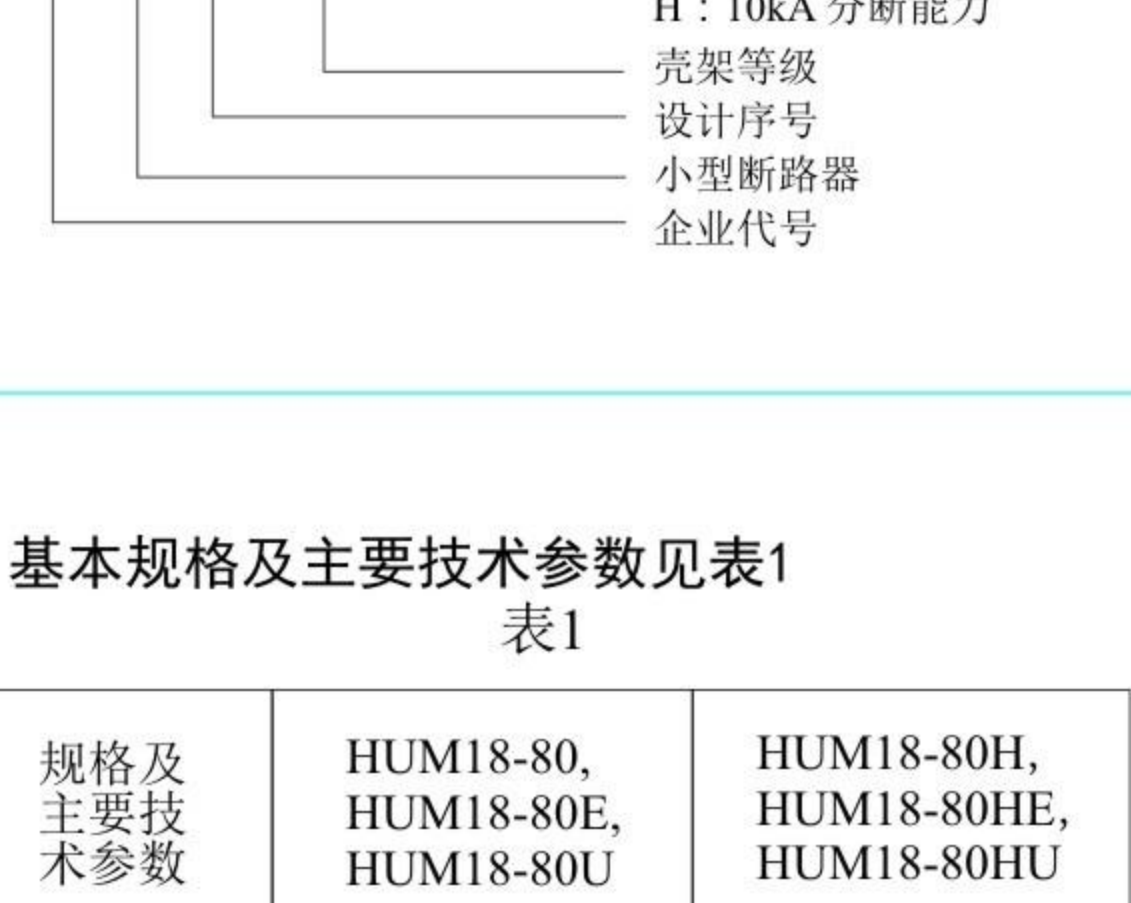 H：10kA 分断能力
壳架等级
设计序号
小型断路器
企业代号
基本规格及主要技术参数见表1
表1
规格及
主要技
术参数
HUM18-80,
HUM18-80E,
HUM18-80U
HUM18-80H,
HUM18-80HE,
HUM18-80HU